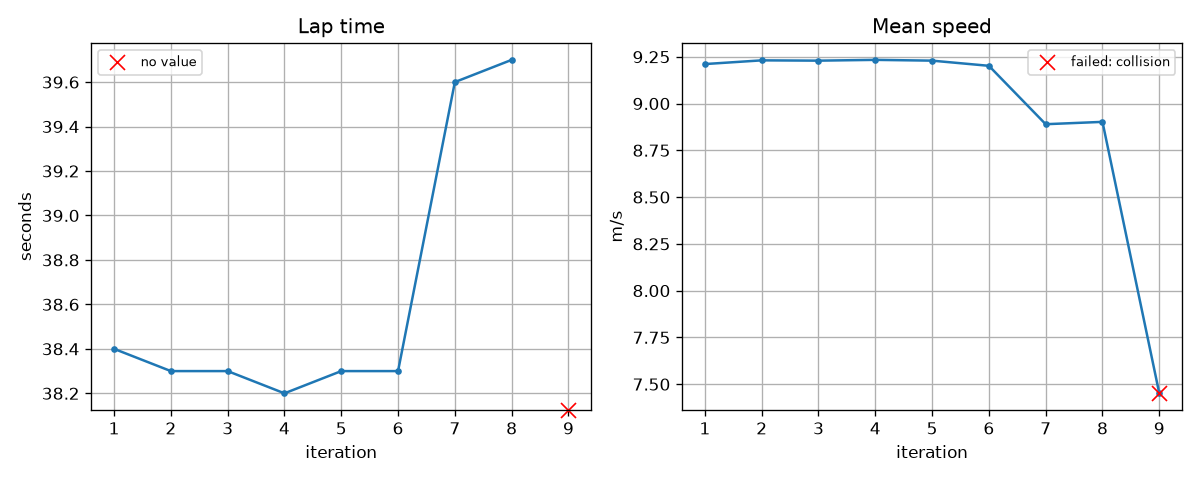 Lap time
no value
39.6
39.4
39.2
39.0
38.8
38.6
38.4
38.2
seconds
1 2 3 4 5 6 7 8 9
iteration
Mean speed
failed: collision
9.25
9.00
8.75
8.50
8.25
8.00
7.75
7.50
m/s
1 2 3 4 5 6 7 8 9
iteration